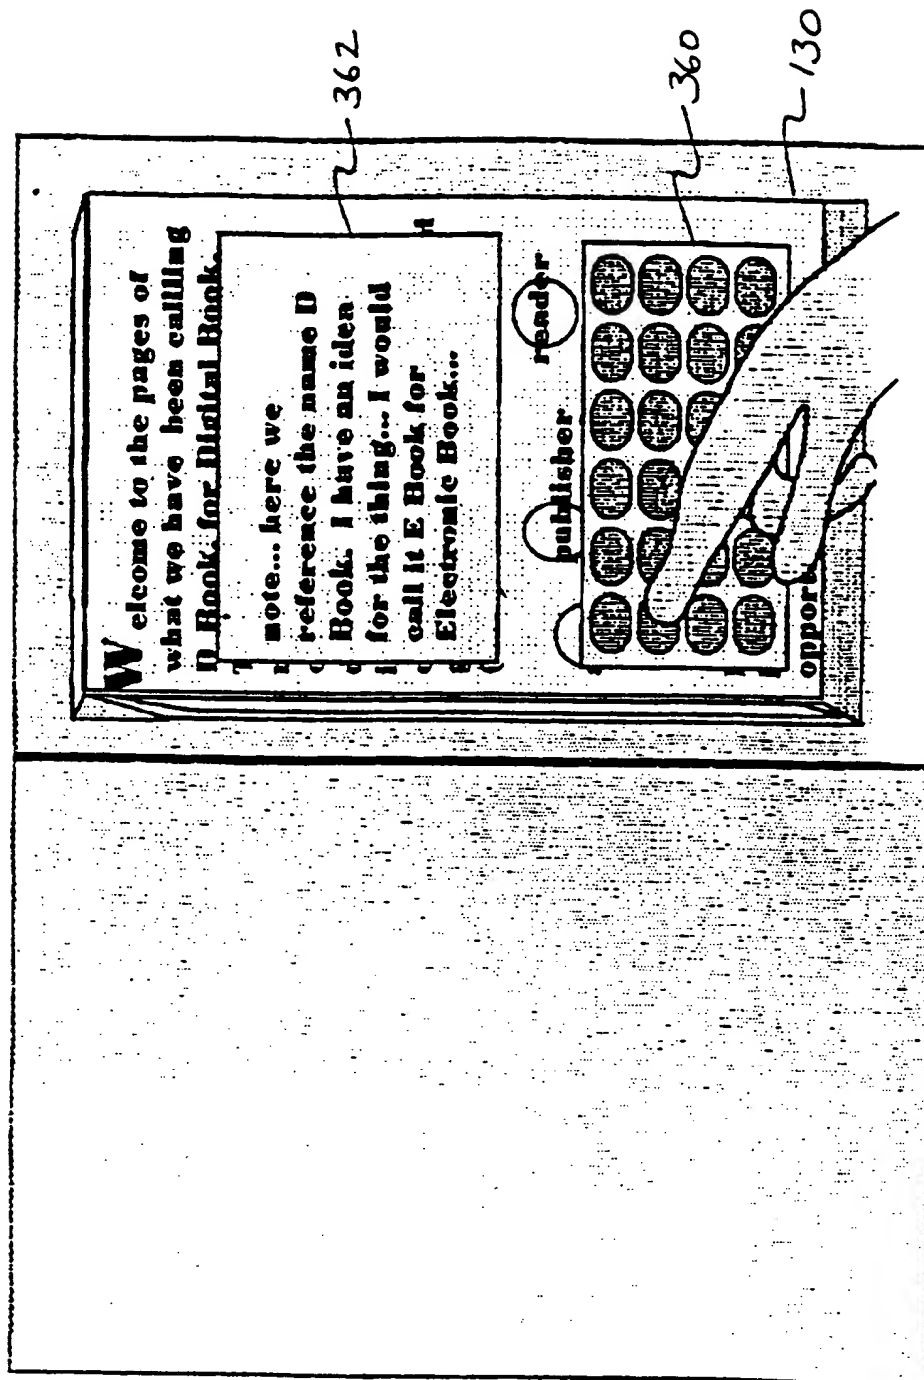 Welcome to the pages of
what we have been callling
D Book, for Digital Book.
note... here we
reference the name D
Book. I have an idea
for the thing... I would
call it E Book for
Electronic Book...
publisher
reader
opport
362
360
130